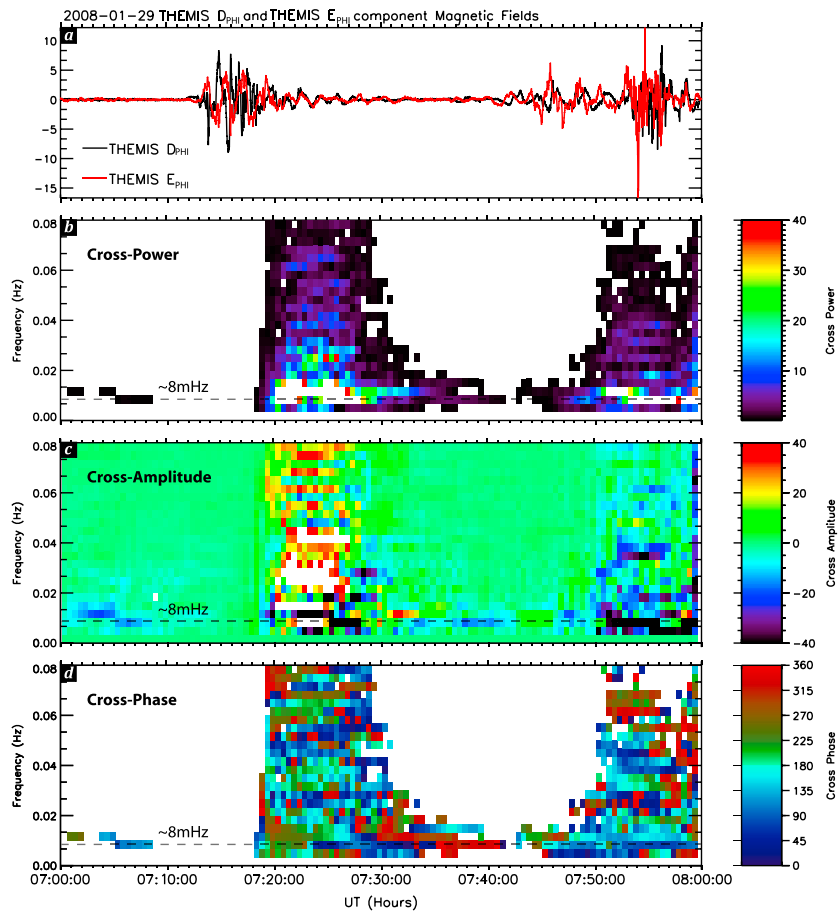 2008-01-29 THEMIS D_PHI and THEMIS E_PHI component Magnetic Fields
a
10
5
0
-5
-10
-15
THEMIS D_PHI
THEMIS E_PHI
b
Cross-Power
0.08
0.06
0.04
0.02
0.00
Frequency (Hz)
~8mHz
40
30
20
10
Cross Power
c
Cross-Amplitude
0.08
0.06
0.04
0.02
0.00
Frequency (Hz)
~8mHz
40
20
0
-20
-40
Cross Amplitude
d
Cross-Phase
0.08
0.06
0.04
0.02
0.00
Frequency (Hz)
~8mHz
360
315
270
225
180
135
90
45
0
Cross Phase
07:00:00 07:10:00 07:20:00 07:30:00 07:40:00 07:50:00 08:00:00
UT (Hours)